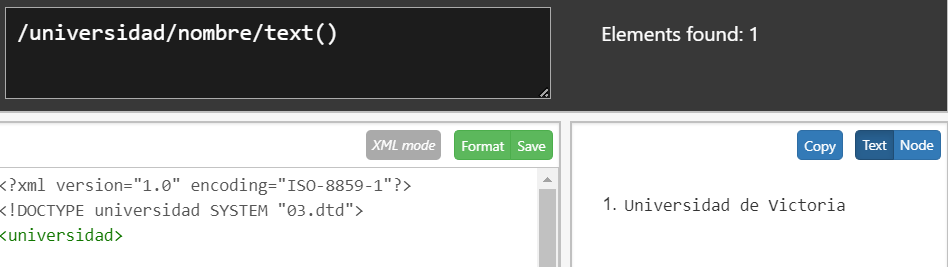 /universidad/nombre/text()
Elements found: 1
XML mode
Format Save
Copy
Text Node
<?xml version="1.0" encoding="ISO-8859-1"?>
<!DOCTYPE universidad SYSTEM "03.dtd">
<universidad>
1. Universidad de Victoria